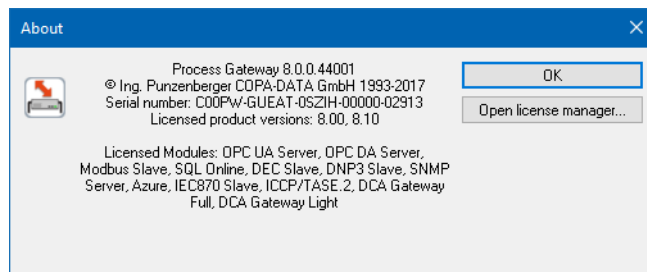 About
Process Gateway 8.0.0.44001
© Ing. Punzenberger COPA-DATA GmbH 1993-2017
Serial number: C00PW-GUEAT-0SZIH-00000-02913
Licensed product versions: 8.00, 8.10
OK
Open license manager...
Licensed Modules: OPC UA Server, OPC DA Server,
Modbus Slave, SQL Online, DEC Slave, DNP3 Slave, SNMP
Server, Azure, IEC870 Slave, ICCP/TASE.2, DCA Gateway
Full, DCA Gateway Light